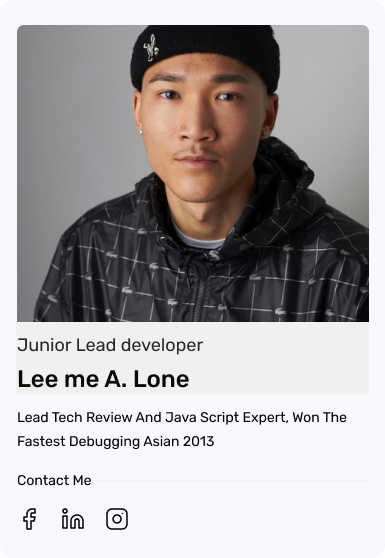 Junior Lead developer
Lee me A. Lone
Lead Tech Review And Java Script Expert, Won The
Fastest Debugging Asian 2013
Contact Me